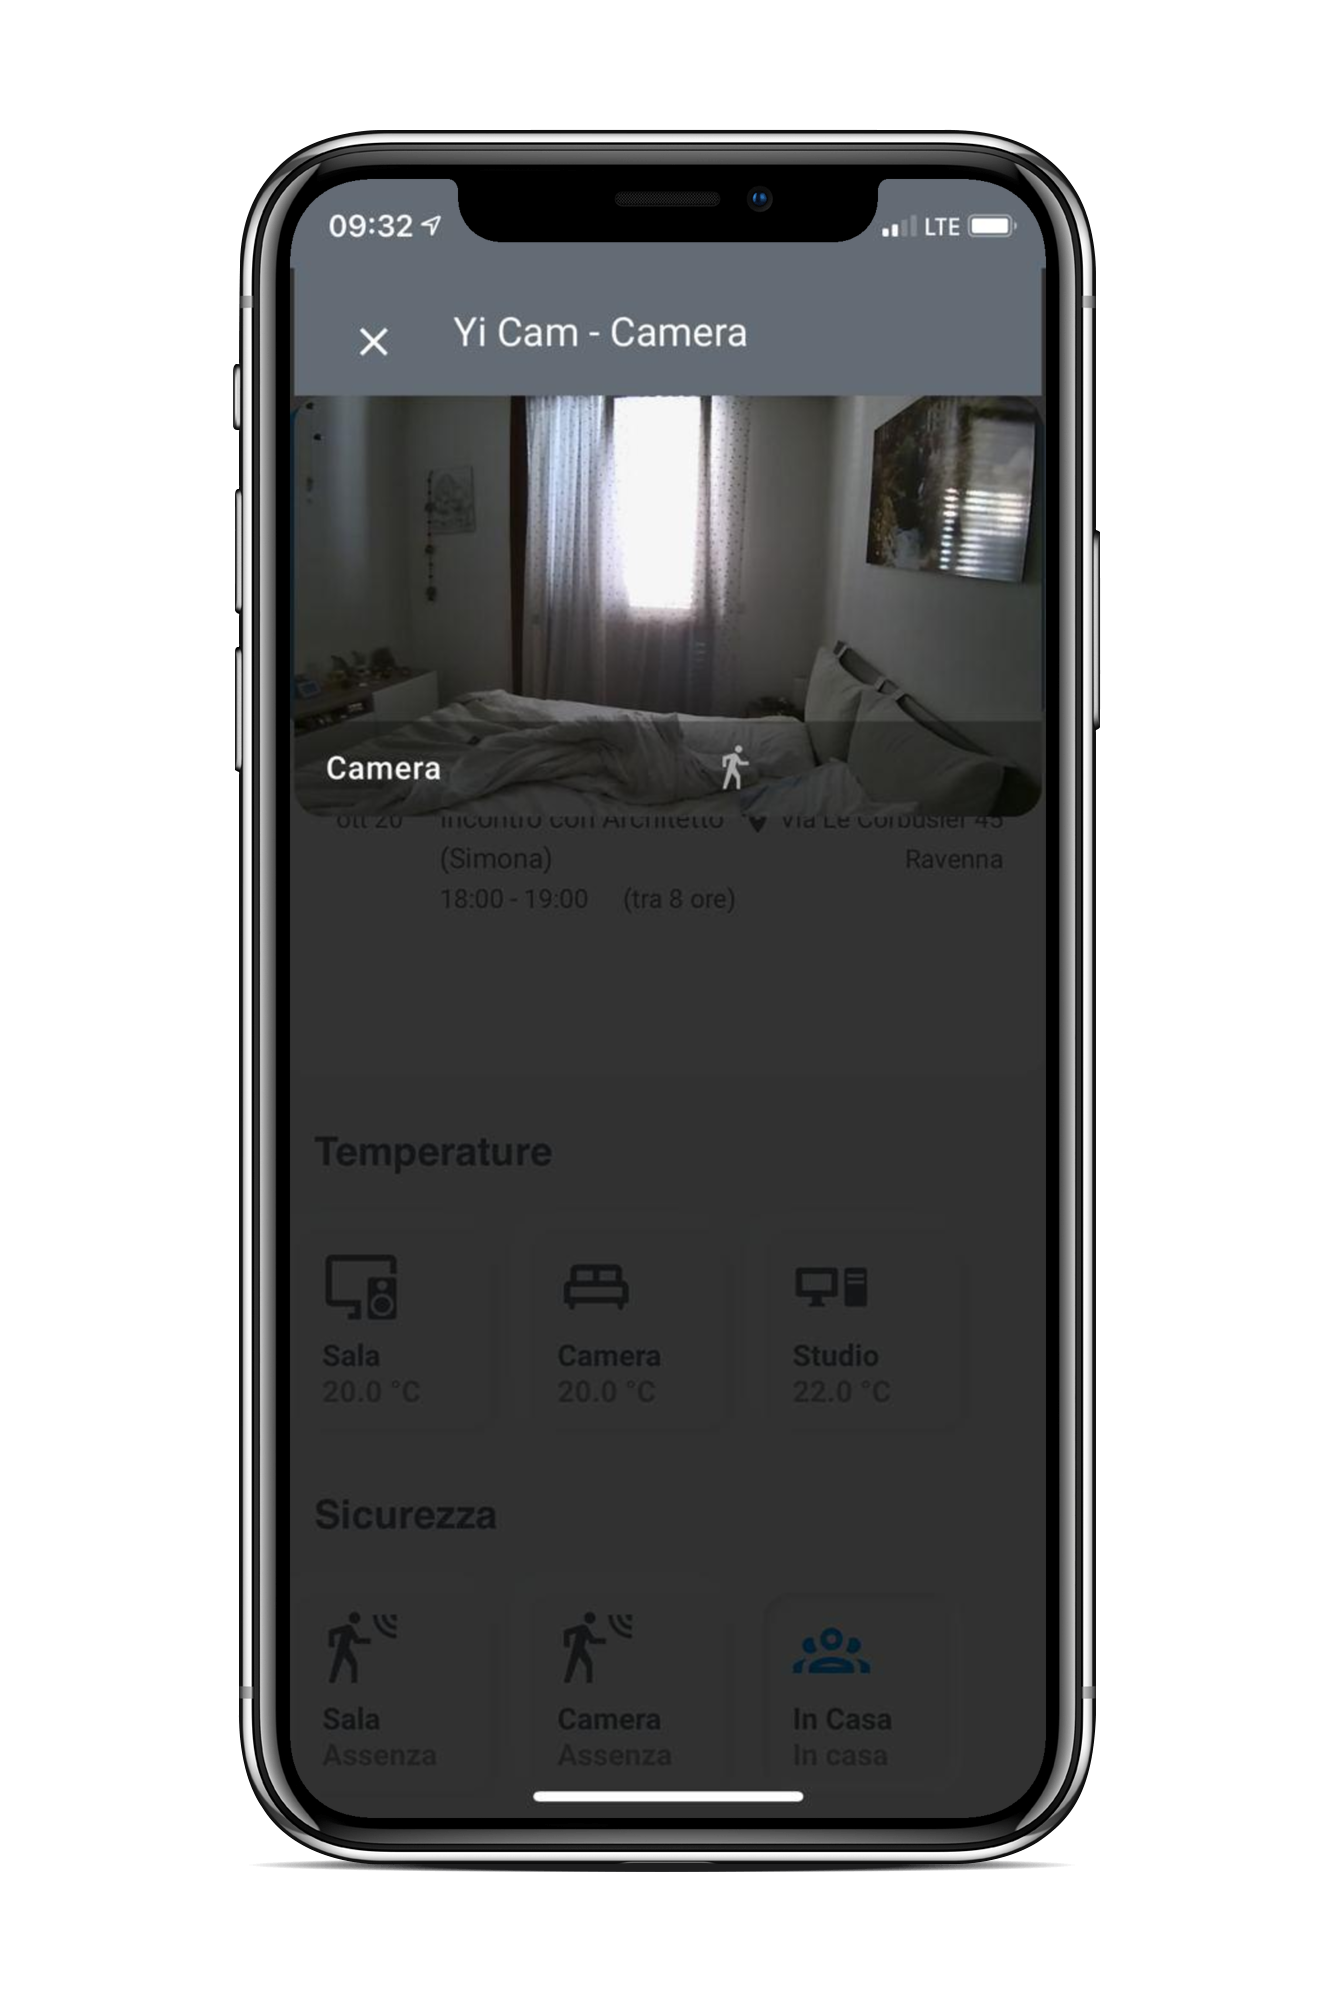 09:32
LTE
Yi Cam - Camera
Camera
ott 20 Incontro con Architetto Via Le Corbusier 45
(Simona) Ravenna
18:00 - 19:00 (tra 8 ore)
Temperature
Sala Camera Studio
20.0 °C 20.0 °C 22.0 °C
Sicurezza
Sala Camera In Casa
Assenza Assenza In casa